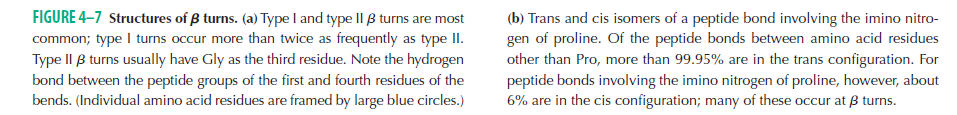 FIGURE 4–7 Structures of β turns. (a) Type I and type II β turns are most
common; type I turns occur more than twice as frequently as type II.
Type II β turns usually have Gly as the third residue. Note the hydrogen
bond between the peptide groups of the first and fourth residues of the
bends. (Individual amino acid residues are framed by large blue circles.)
(b) Trans and cis isomers of a peptide bond involving the imino nitro-
gen of proline. Of the peptide bonds between amino acid residues
other than Pro, more than 99.95% are in the trans configuration. For
peptide bonds involving the imino nitrogen of proline, however, about
6% are in the cis configuration; many of these occur at β turns.